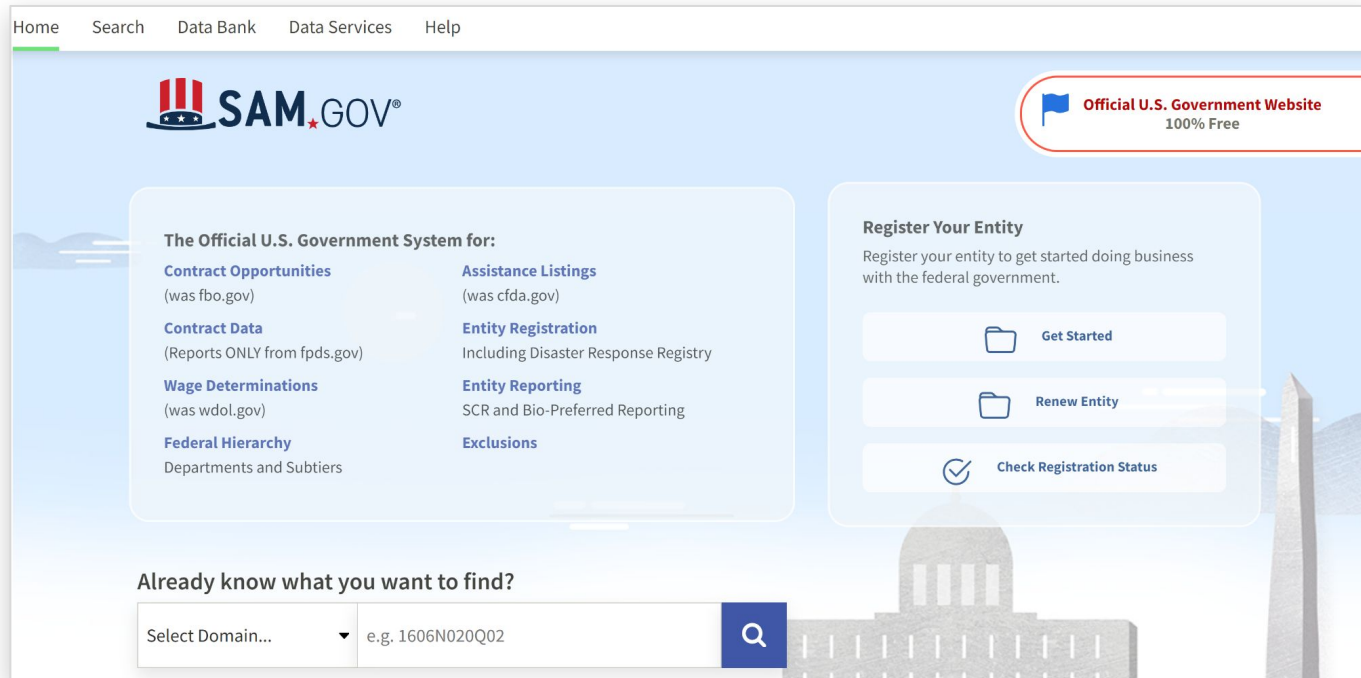 Home Search Data Bank Data Services Help
SAM.GOV®
Official U.S. Government Website
100% Free
The Official U.S. Government System for:
Contract Opportunities
(was fbo.gov)
Contract Data
(Reports ONLY from fpds.gov)
Wage Determinations
(was wdol.gov)
Federal Hierarchy
Departments and Subtiers
Assistance Listings
(was cfda.gov)
Entity Registration
Including Disaster Response Registry
Entity Reporting
SCR and Bio-Preferred Reporting
Exclusions
Register Your Entity
Register your entity to get started doing business
with the federal government.
Get Started
Renew Entity
Check Registration Status
Already know what you want to find?
Select Domain... e.g. 1606N020Q02